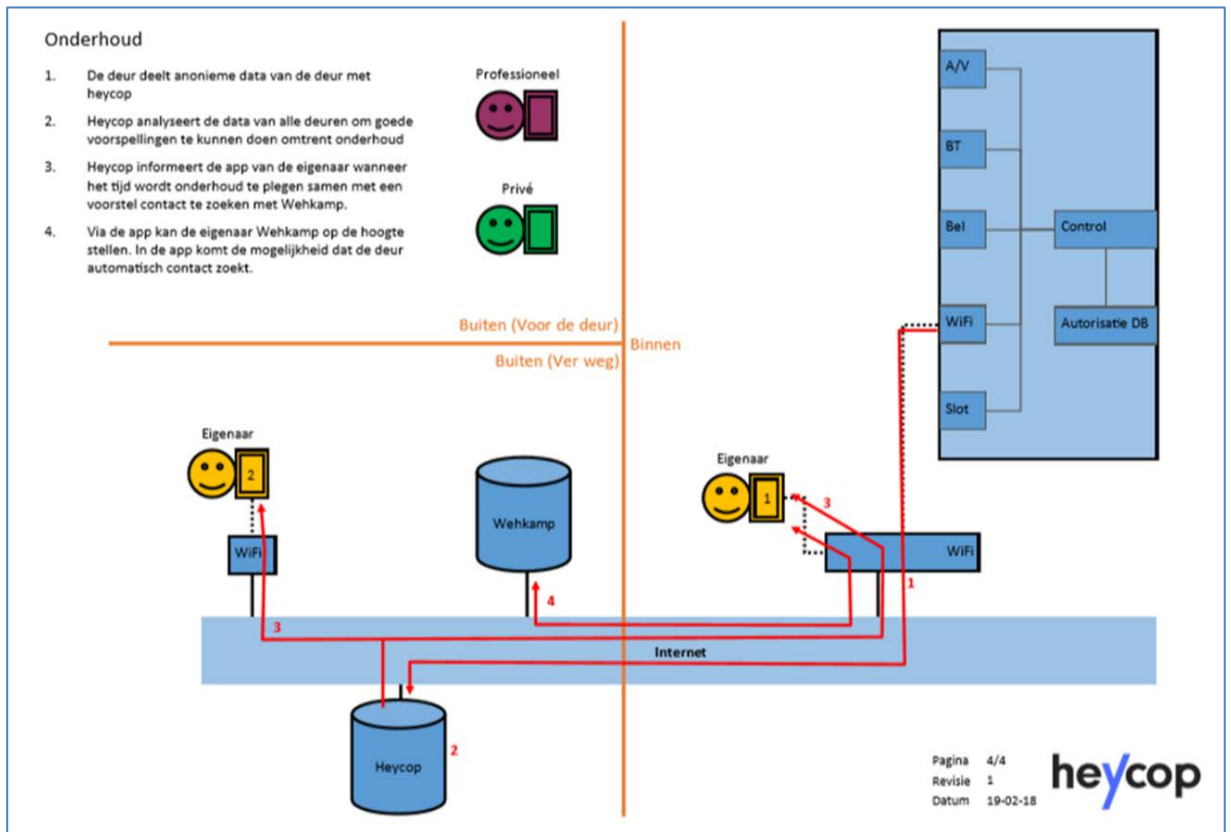 Onderhoud
1. De deur deelt anonieme data van de deur met
heycop
2. Heycop analyseert de data van alle deuren om goede
voorspellingen te kunnen doen omtrent onderhoud
3. Heycop informeert de app van de eigenaar wanneer
het tijd wordt onderhoud te plegen samen met een
voorstel contact te zoeken met Wehkamp.
4. Via de app kan de eigenaar Wehkamp op de hoogte
stellen. In de app komt de mogelijkheid dat de deur
automatisch contact zoekt.
Professioneel
Privé
Buiten (Voor de deur)
Buiten (Ver weg)
Binnen
A/V
BT
Bel
Control
WiFi
Autorisatie DB
Slot
Eigenaar
2
WiFi
3
Wehkamp
4
Eigenaar
1
3
WiFi
1
Internet
Heycop
2
Pagina 4/4
Revisie 1
Datum 19-02-18
heycop